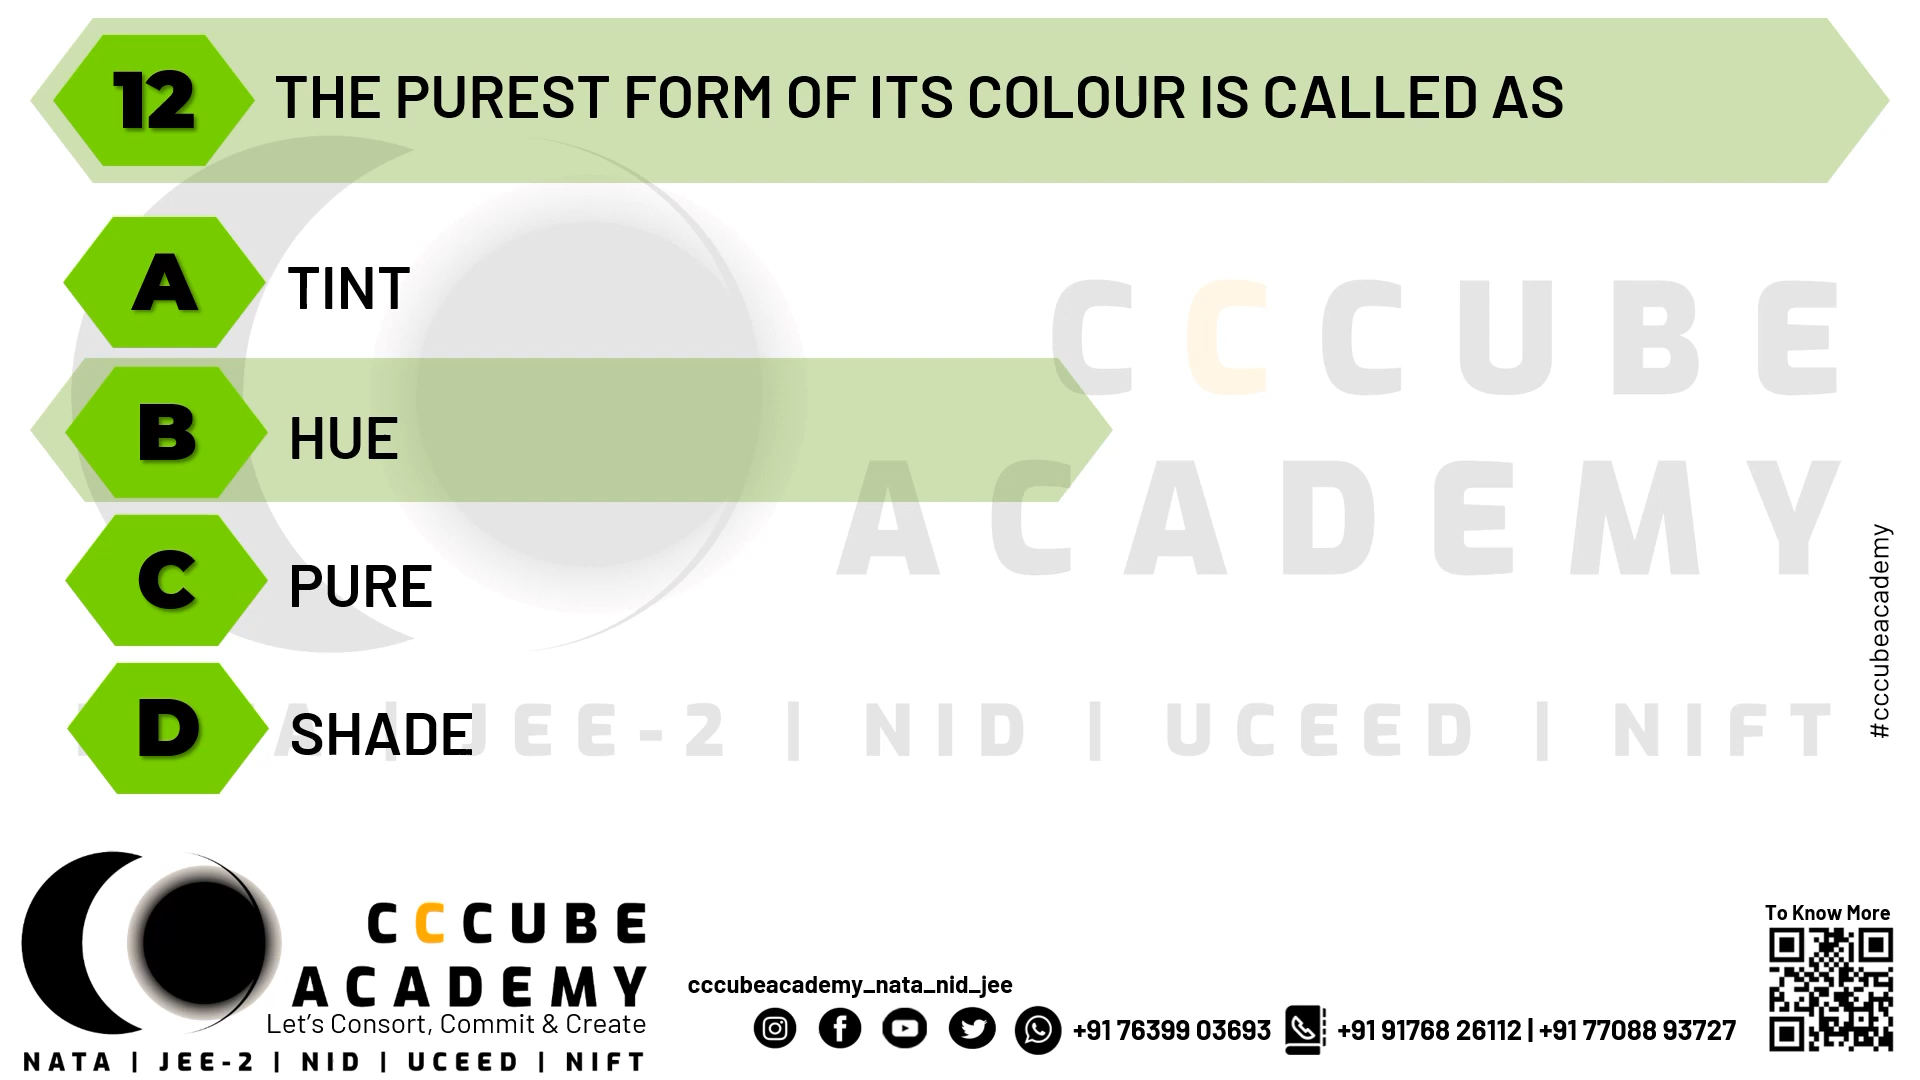 12 THE PUREST FORM OF ITS COLOUR IS CALLED AS
A TINT
B HUE
C PURE
D SHADE
CCCUBE
ACADEMY
NATA | JEE-2 | NID | UCEED | NIFT
#cccubeacademy
CCCUBE
ACADEMY
Let's Consort, Commit & Create
NATA | JEE-2 | NID | UCEED | NIFT
cccubeacademy_nata_nid_jee
+91 76399 03693 +91 91768 26112 | +91 77088 93727
To Know More